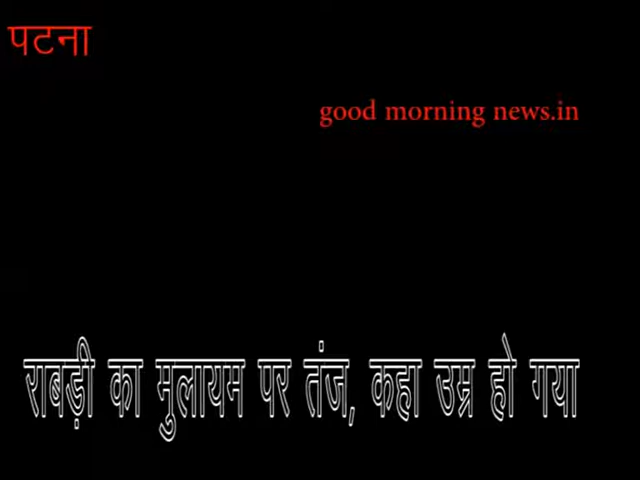 पटना
good morning news.in
राबड़ी का मुलायम पर तंज, कहा उम्र हो गया